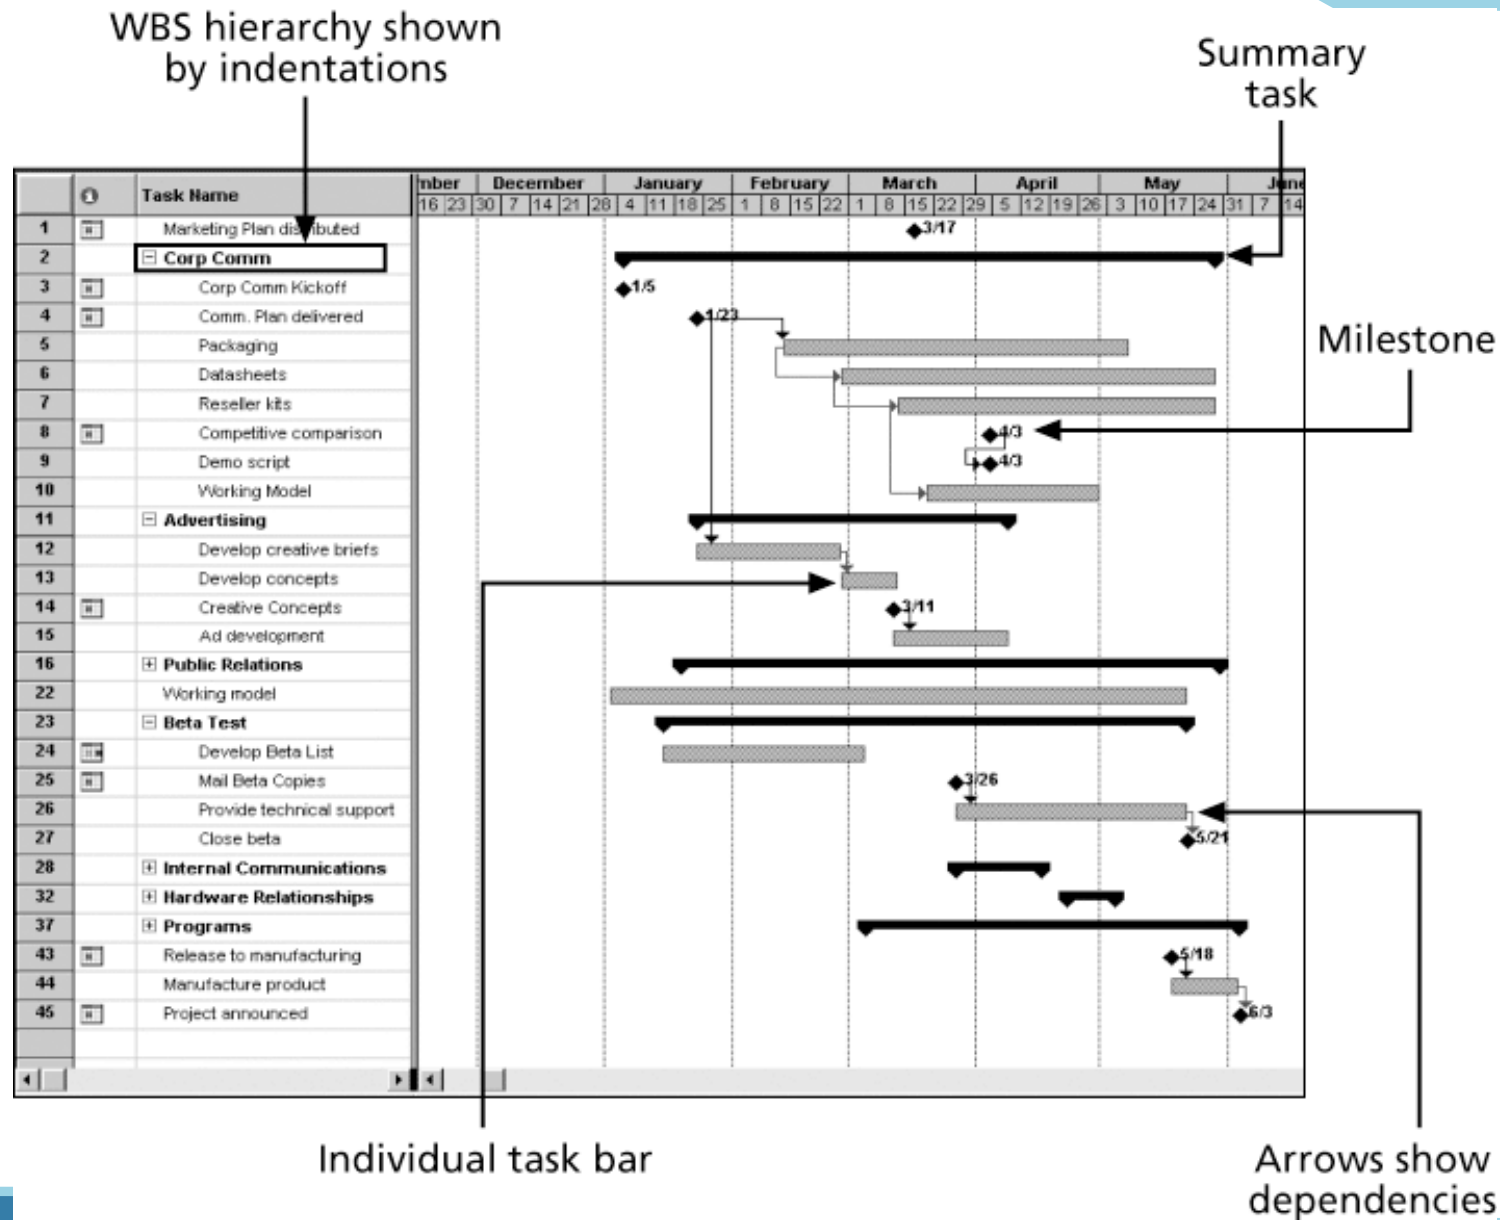 WBS hierarchy shown
by indentations
Summary
task
Task Name
mber December January February March April May June
16 23 30 7 14 21 28 4 11 18 25 1 8 15 22 1 8 15 22 29 5 12 19 26 3 10 17 24 31 7 14
1 Marketing Plan distributed 3/17
2 Corp Comm
3 Corp Comm Kickoff 1/5
4 Comm. Plan delivered 1/23
5 Packaging
6 Datasheets
7 Reseller kits
8 Competitive comparison 4/3
9 Demo script 4/3
10 Working Model
11 Advertising
12 Develop creative briefs
13 Develop concepts
14 Creative Concepts 3/11
15 Ad development
16 Public Relations
22 Working model
23 Beta Test
24 Develop Beta List
25 Mail Beta Copies 3/26
26 Provide technical support
27 Close beta 5/21
28 Internal Communications
32 Hardware Relationships
37 Programs
43 Release to manufacturing 5/18
44 Manufacture product
45 Project announced 6/3
Milestone
Individual task bar
Arrows show
dependencies